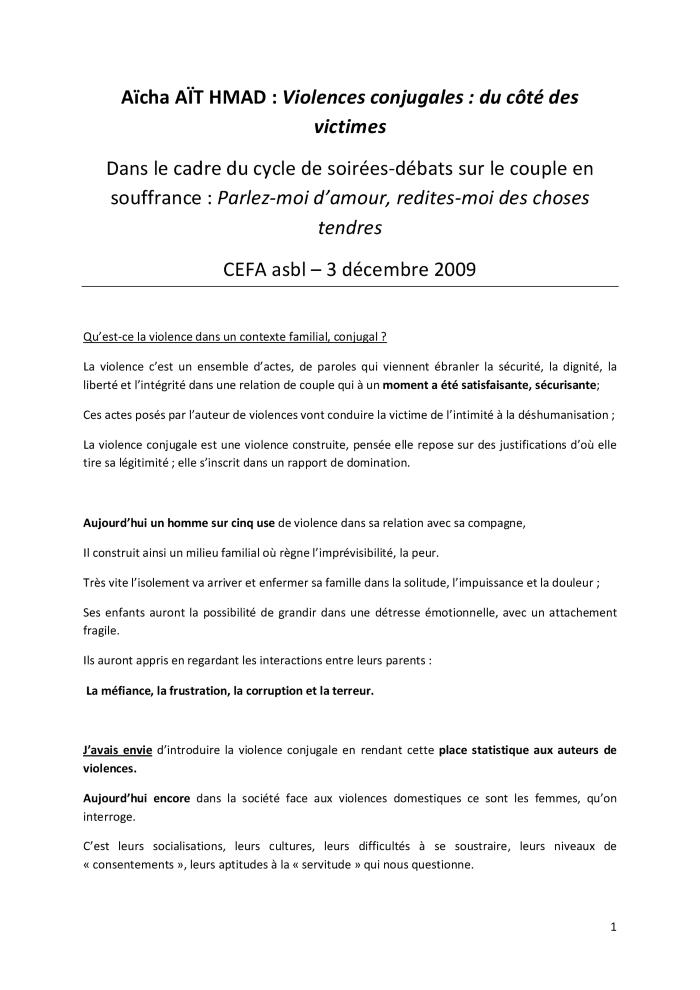 Aïcha AÏT HMAD : Violences conjugales : du côté des
victimes
Dans le cadre du cycle de soirées-débats sur le couple en
souffrance : Parlez-moi d’amour, redites-moi des choses
tendres
CEFA asbl – 3 décembre 2009
Qu’est-ce la violence dans un contexte familial, conjugal ?
La violence c’est un ensemble d’actes, de paroles qui viennent ébranler la sécurité, la dignité, la
liberté et l’intégrité dans une relation de couple qui à un moment a été satisfaisante, sécurisante;
Ces actes posés par l’auteur de violences vont conduire la victime de l’intimité à la déshumanisation ;
La violence conjugale est une violence construite, pensée elle repose sur des justifications d’où elle
tire sa légitimité ; elle s’inscrit dans un rapport de domination.
Aujourd’hui un homme sur cinq use de violence dans sa relation avec sa compagne,
Il construit ainsi un milieu familial où règne l’imprévisibilité, la peur.
Très vite l’isolement va arriver et enfermer sa famille dans la solitude, l’impuissance et la douleur ;
Ses enfants auront la possibilité de grandir dans une détresse émotionnelle, avec un attachement
fragile.
Ils auront appris en regardant les interactions entre leurs parents :
La méfiance, la frustration, la corruption et la terreur.
J’avais envie d’introduire la violence conjugale en rendant cette place statistique aux auteurs de
violences.
Aujourd’hui encore dans la société face aux violences domestiques ce sont les femmes, qu’on
interroge.
C’est leurs socialisations, leurs cultures, leurs difficultés à se soustraire, leurs niveaux de
« consentements », leurs aptitudes à la « servitude » qui nous questionne.
1